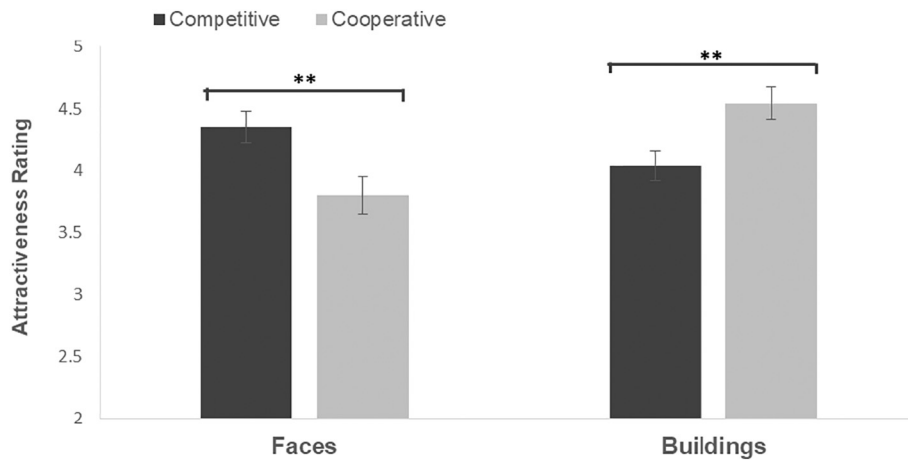 Competitive Cooperative
5
4.5
4
3.5
3
2.5
2
Attractiveness Rating
**
**
Faces
Buildings